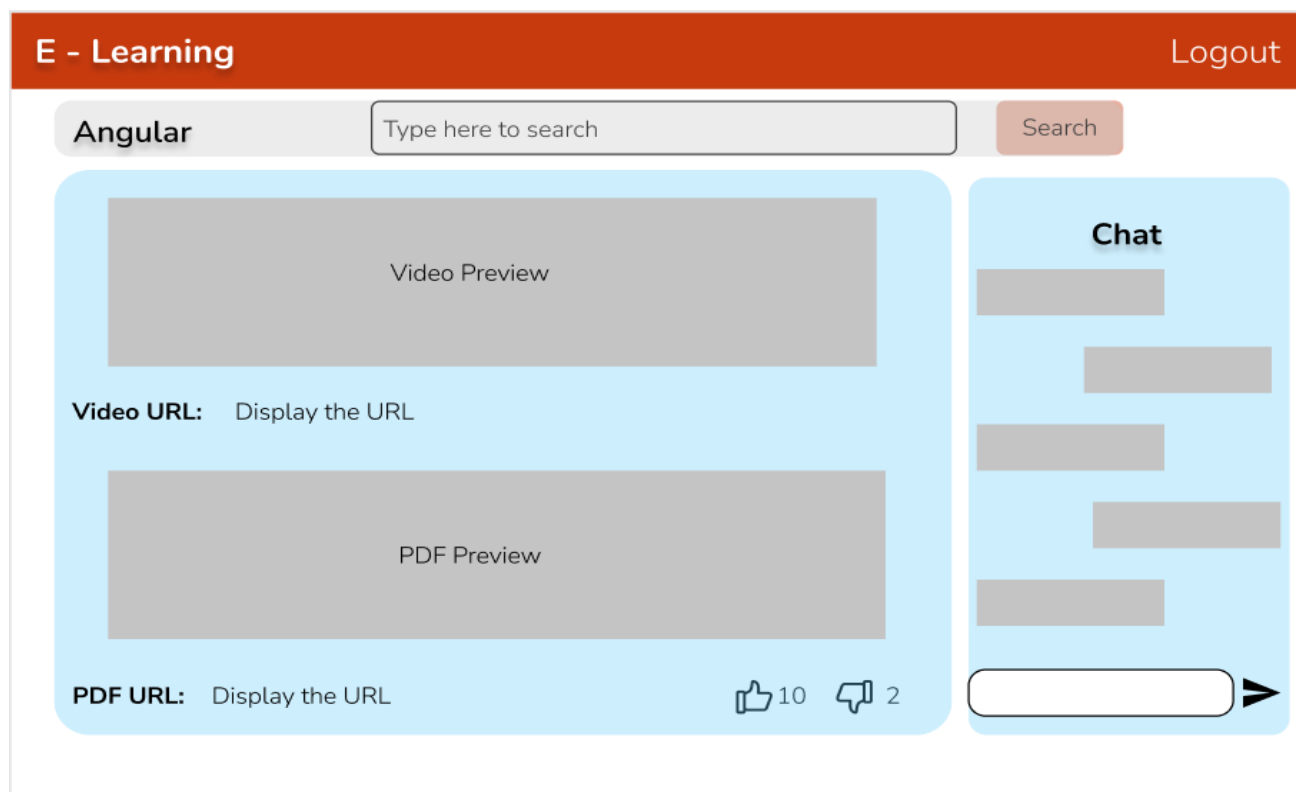 E - Learning
Logout
Angular
Type here to search
Search
Video Preview
Video URL: Display the URL
PDF Preview
PDF URL: Display the URL
10
2
Chat